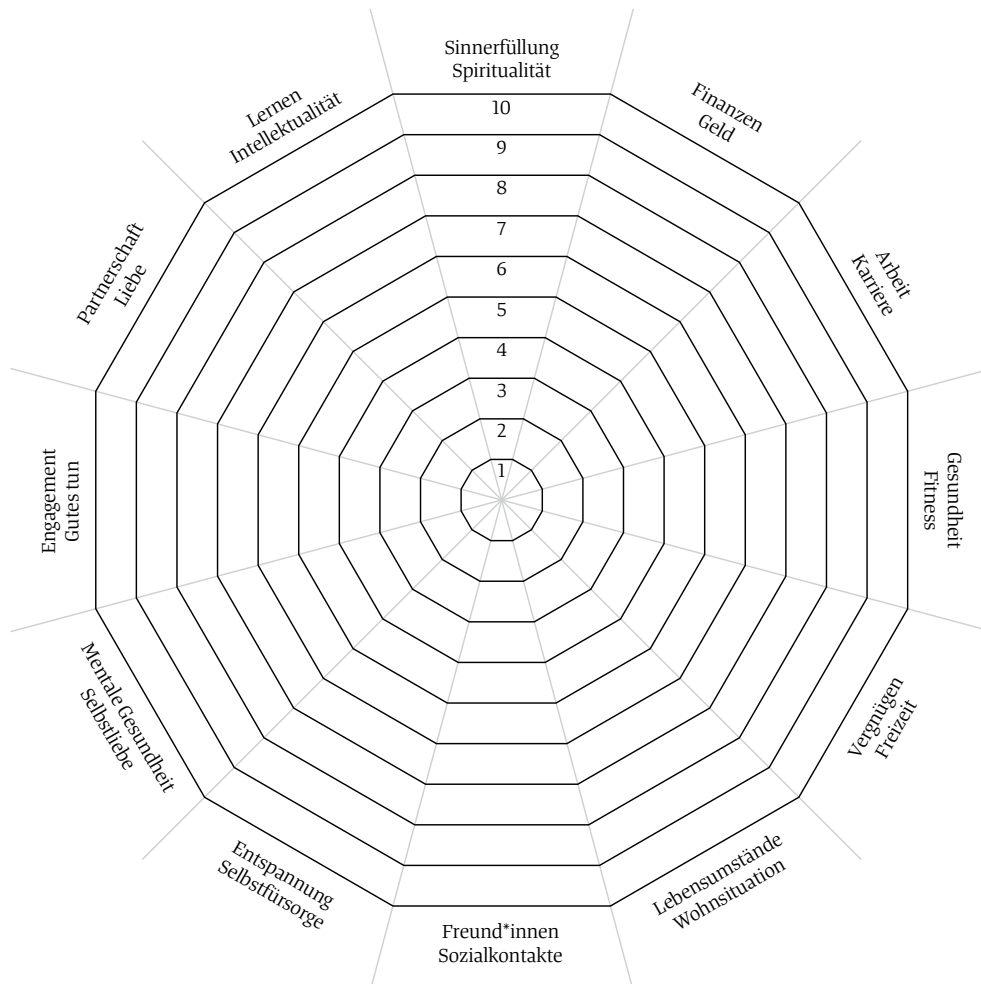 Sinnerfüllung
Spiritualität
Finanzen
Geld
Arbeit
Karriere
Gesundheit
Fitness
Vergnügen
Freizeit
Lebensumstände
Wohnsituation
Freund*innen
Sozialkontakte
Entspannung
Selbstfürsorge
Mentale Gesundheit
Selbstliebe
Engagement
Gutes tun
Partnerschaft
Liebe
Lernen
Intellektualität
10
9
8
7
6
5
4
3
2
1